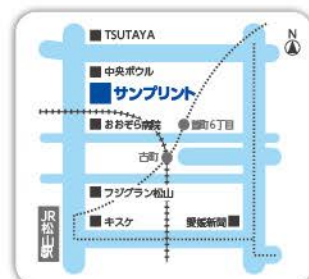 TSUTAYA
N
中央ボウル
サンプリント
おおぞら病院
萱町6丁目
古町
フジグラン松山
JR松山駅
キスケ
愛媛新聞